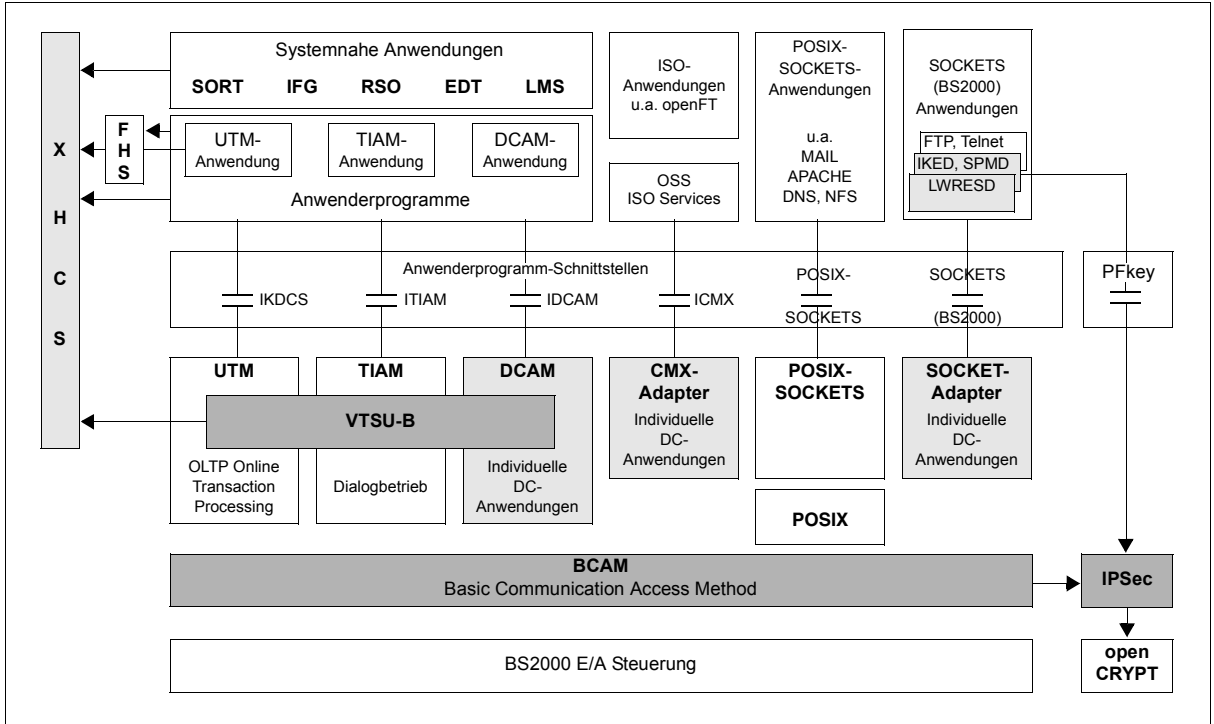 X
H
C
S
F
H
S
Systemnahe Anwendungen
SORT IFG RSO EDT LMS
UTM-
Anwendung
TIAM-
Anwendung
DCAM-
Anwendung
Anwenderprogramme
ISO-
Anwendungen
u.a. openFT
OSS
ISO Services
POSIX-
SOCKETS-
Anwendungen
u.a.
MAIL
APACHE
DNS, NFS
SOCKETS
(BS2000)
Anwendungen
FTP, Telnet
IKED, SPMD
LWRESD
Anwenderprogramm-Schnittstellen
IKDCS
ITIAM
IDCAM
ICMX
POSIX-
SOCKETS
SOCKETS
(BS2000)
PFkey
UTM
TIAM
DCAM
VTSU-B
OLTP Online
Transaction
Processing
Dialogbetrieb
Individuelle
DC-
Anwendungen
CMX-
Adapter
Individuelle
DC-
Anwendungen
POSIX-
SOCKETS
POSIX
SOCKET-
Adapter
Individuelle
DC-
Anwendungen
BCAM
Basic Communication Access Method
IPSec
BS2000 E/A Steuerung
open
CRYPT